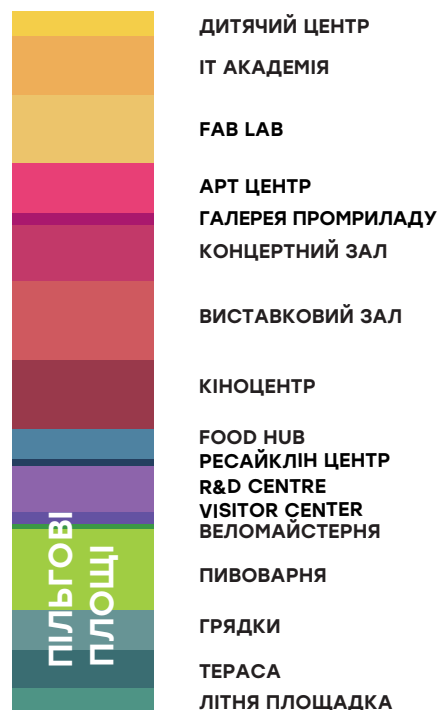 ДИТЯЧИЙ ЦЕНТР
ІТ АКАДЕМІЯ
FAB LAB
АРТ ЦЕНТР
ГАЛЕРЕЯ ПРОМРИЛАДУ
КОНЦЕРТНИЙ ЗАЛ
ВИСТАВКОВИЙ ЗАЛ
КІНОЦЕНТР
FOOD HUB
РЕСАЙКЛІН ЦЕНТР
R&D CENTRE
VISITOR CENTER
ВЕЛОМАЙСТЕРНЯ
ПИВОВАРНЯ
ГРЯДКИ
ТЕРАСА
ЛІТНЯ ПЛОЩАДКА
ПІЛЬГОВІ
ПЛОЩІ